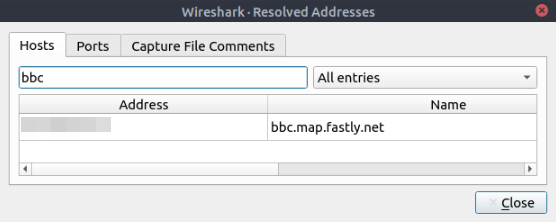 Wireshark · Resolved Addresses
Hosts Ports Capture File Comments
bbc All entries
Address Name
bbc.map.fastly.net
Close